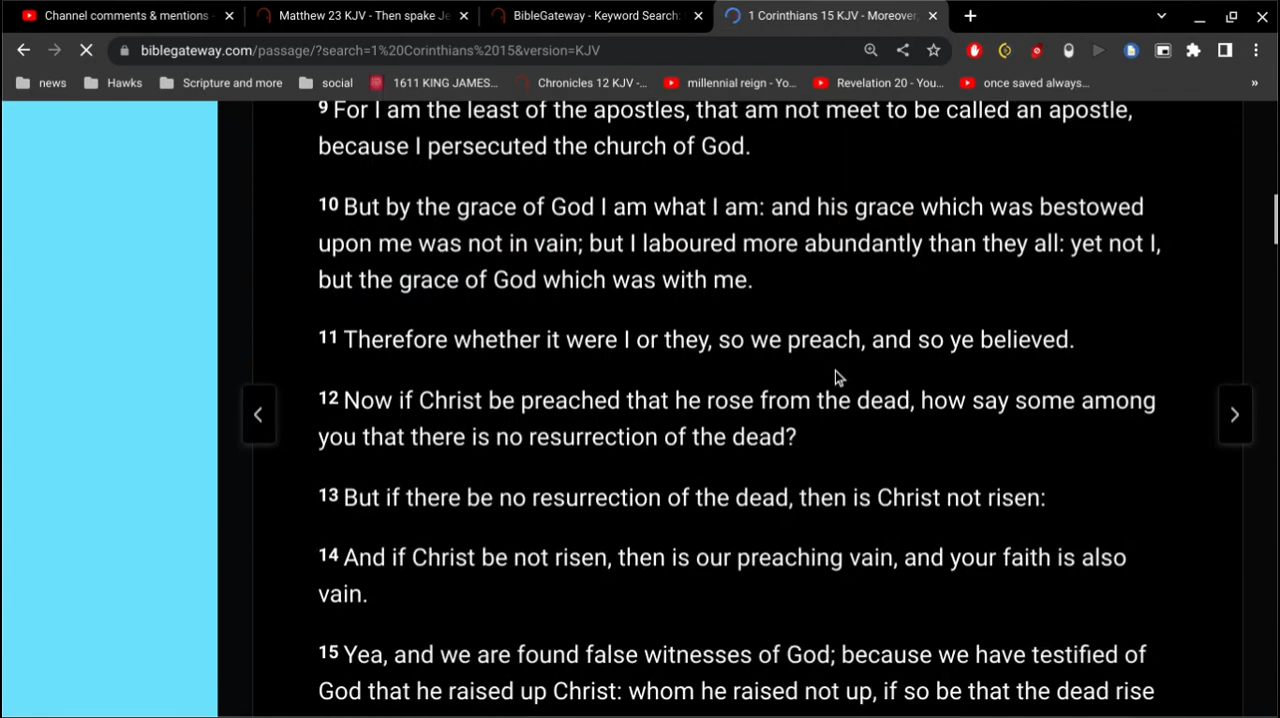 Channel comments & mentions -
Matthew 23 KJV - Then spake Je
BibleGateway - Keyword Search:
1 Corinthians 15 KJV - Moreover,
biblegateway.com/passage/?search=1%20Corinthians%2015&version=KJV
news
Hawks
Scripture and more
social
1611 KING JAMES...
Chronicles 12 KJV -...
millennial reign - Yo...
Revelation 20 - You...
once saved always...
»
9 For I am the least of the apostles, that am not meet to be called an apostle,
because I persecuted the church of God.
10 But by the grace of God I am what I am: and his grace which was bestowed
upon me was not in vain; but I laboured more abundantly than they all: yet not I,
but the grace of God which was with me.
11 Therefore whether it were I or they, so we preach, and so ye believed.
12 Now if Christ be preached that he rose from the dead, how say some among
you that there is no resurrection of the dead?
13 But if there be no resurrection of the dead, then is Christ not risen:
14 And if Christ be not risen, then is our preaching vain, and your faith is also
vain.
15 Yea, and we are found false witnesses of God; because we have testified of
God that he raised up Christ: whom he raised not up, if so be that the dead rise